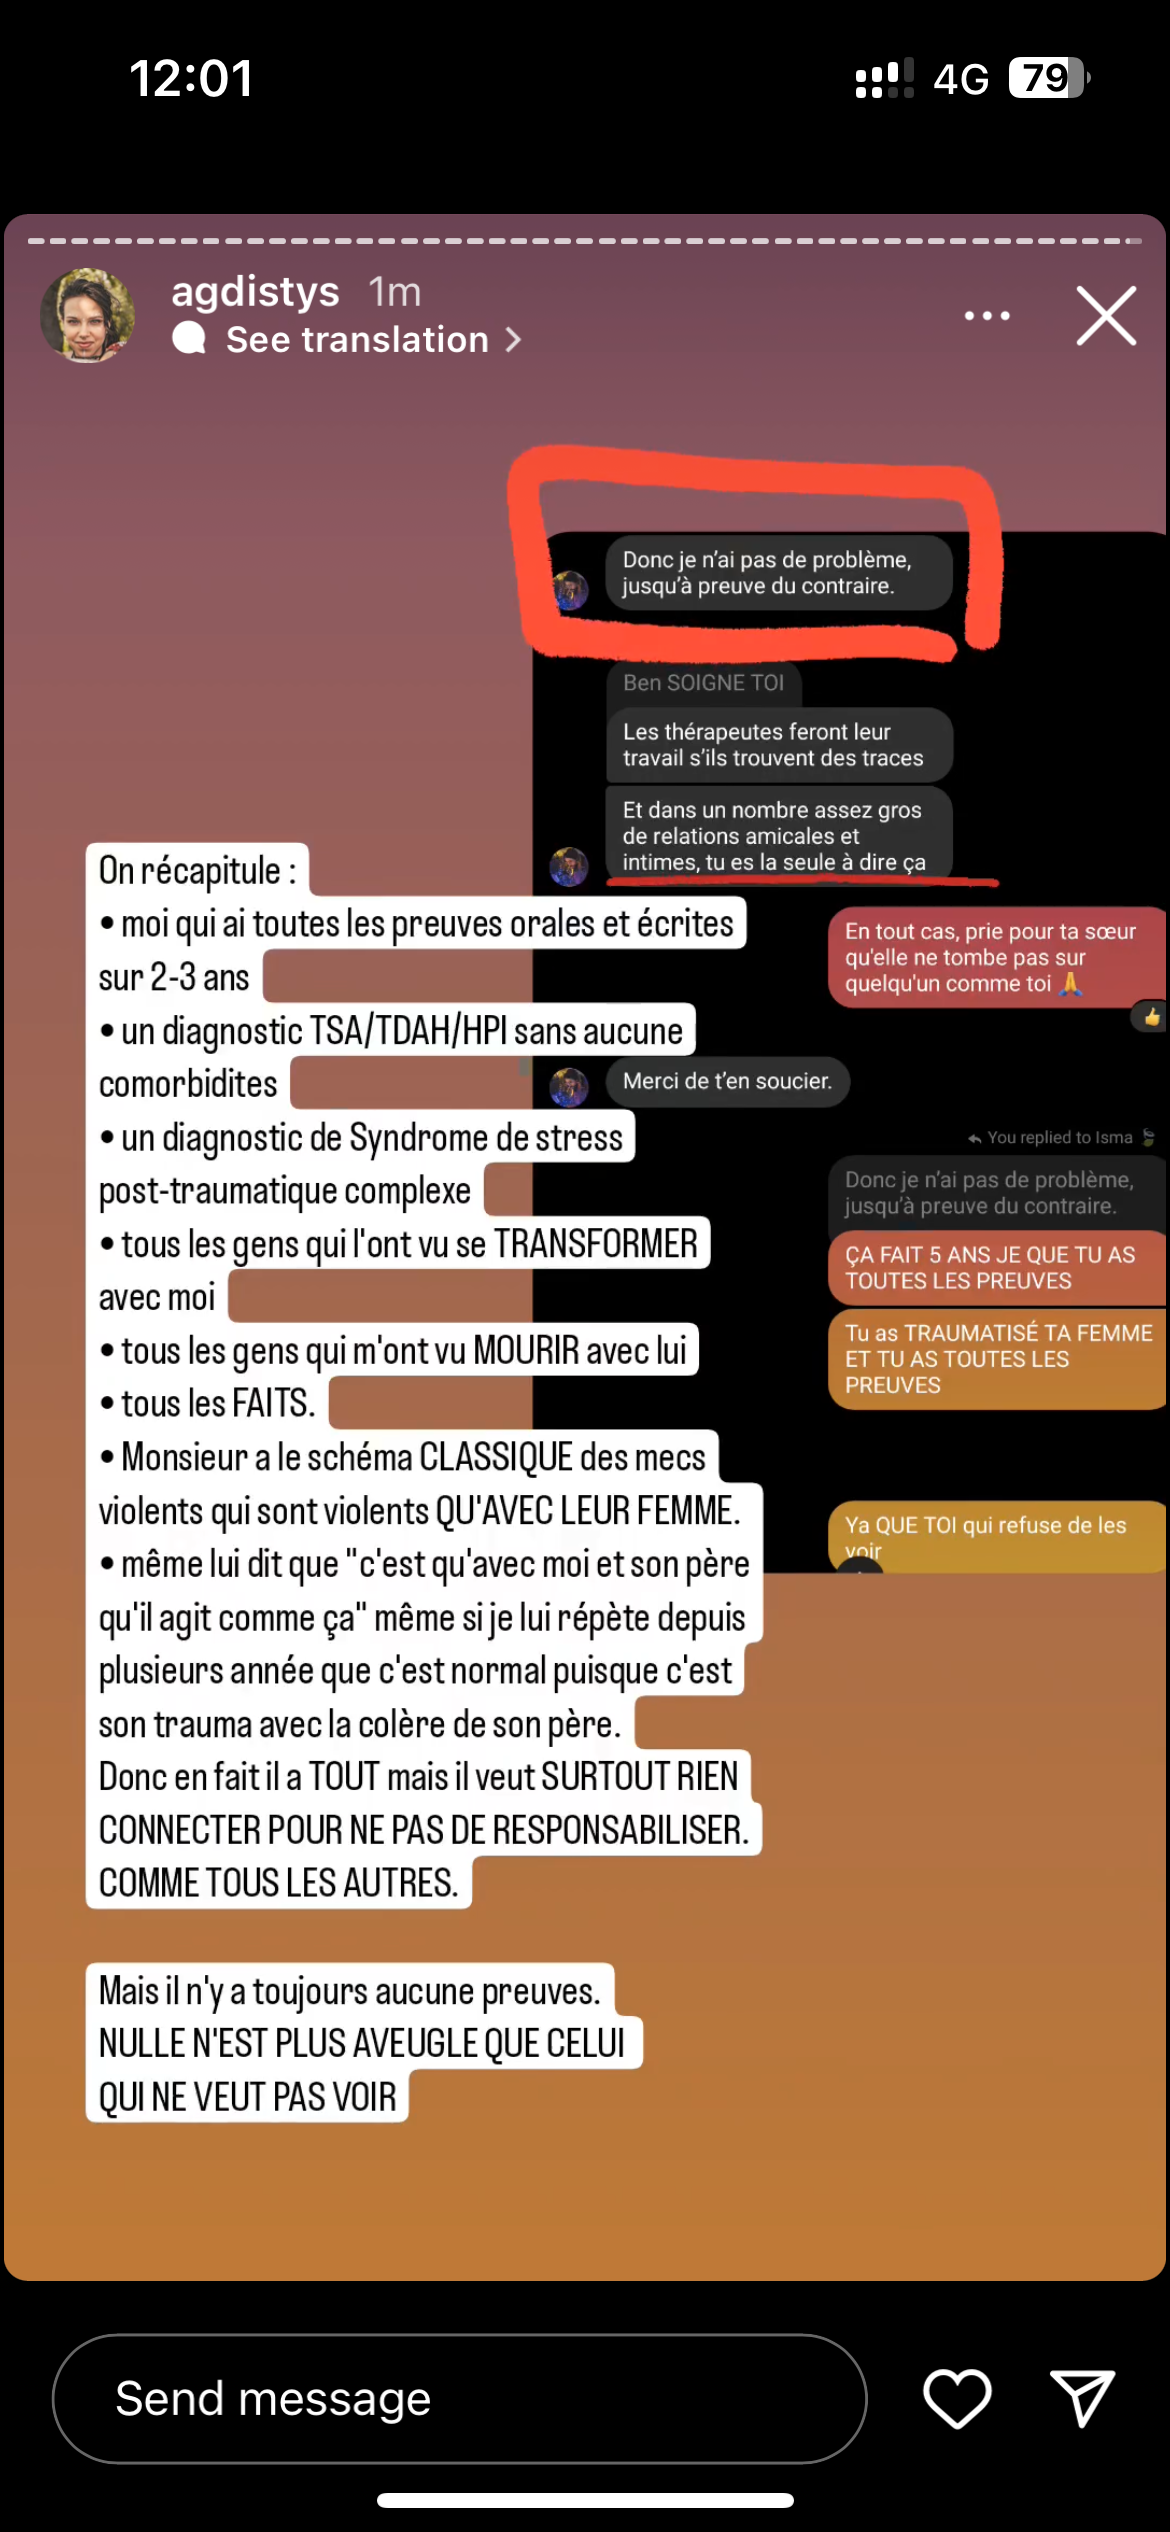 12:01
4G 79
agdistys 1m
See translation >
Donc je n'ai pas de problème,
jusqu'à preuve du contraire.
Ben SOIGNE TOI
Les thérapeutes feront leur
travail s'ils trouvent des traces
Et dans un nombre assez gros
de relations amicales et
intimes, tu es la seule à dire ça
En tout cas, prie pour ta sœur
qu'elle ne tombe pas sur
quelqu'un comme toi 🙏
👍
Merci de t'en soucier.
You replied to Isma
Donc je n'ai pas de problème,
jusqu'à preuve du contraire.
ÇA FAIT 5 ANS JE QUE TU AS
TOUTES LES PREUVES
Tu as TRAUMATISÉ TA FEMME
ET TU AS TOUTES LES
PREUVES
Ya QUE TOI qui refuse de les
voir
On récapitule :
• moi qui ai toutes les preuves orales et écrites
sur 2-3 ans
• un diagnostic TSA/TDAH/HPI sans aucune
comorbidites
• un diagnostic de Syndrome de stress
post-traumatique complexe
• tous les gens qui l'ont vu se TRANSFORMER
avec moi
• tous les gens qui m'ont vu MOURIR avec lui
• tous les FAITS.
• Monsieur a le schéma CLASSIQUE des mecs
violents qui sont violents QU'AVEC LEUR FEMME.
• même lui dit que "c'est qu'avec moi et son père
qu'il agit comme ça" même si je lui répète depuis
plusieurs année que c'est normal puisque c'est
son trauma avec la colère de son père.
Donc en fait il a TOUT mais il veut SURTOUT RIEN
CONNECTER POUR NE PAS DE RESPONSABILISER.
COMME TOUS LES AUTRES.
Mais il n'y a toujours aucune preuves.
NULLE N'EST PLUS AVEUGLE QUE CELUI
QUI NE VEUT PAS VOIR
Send message